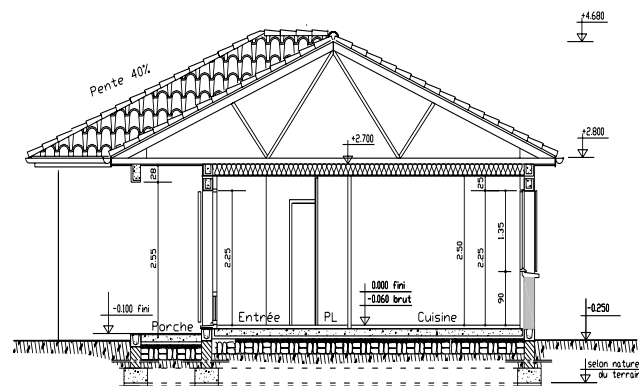 +4.680
Pente 40%
+2.700
+2.800
28
25
2.55
2.25
2.50
2.25
1.35
90
0.000 fini
-0.060 brut
-0.100 fini
-0.250
Porche
Entrée
PL
Cuisine
selon nature
du terrain